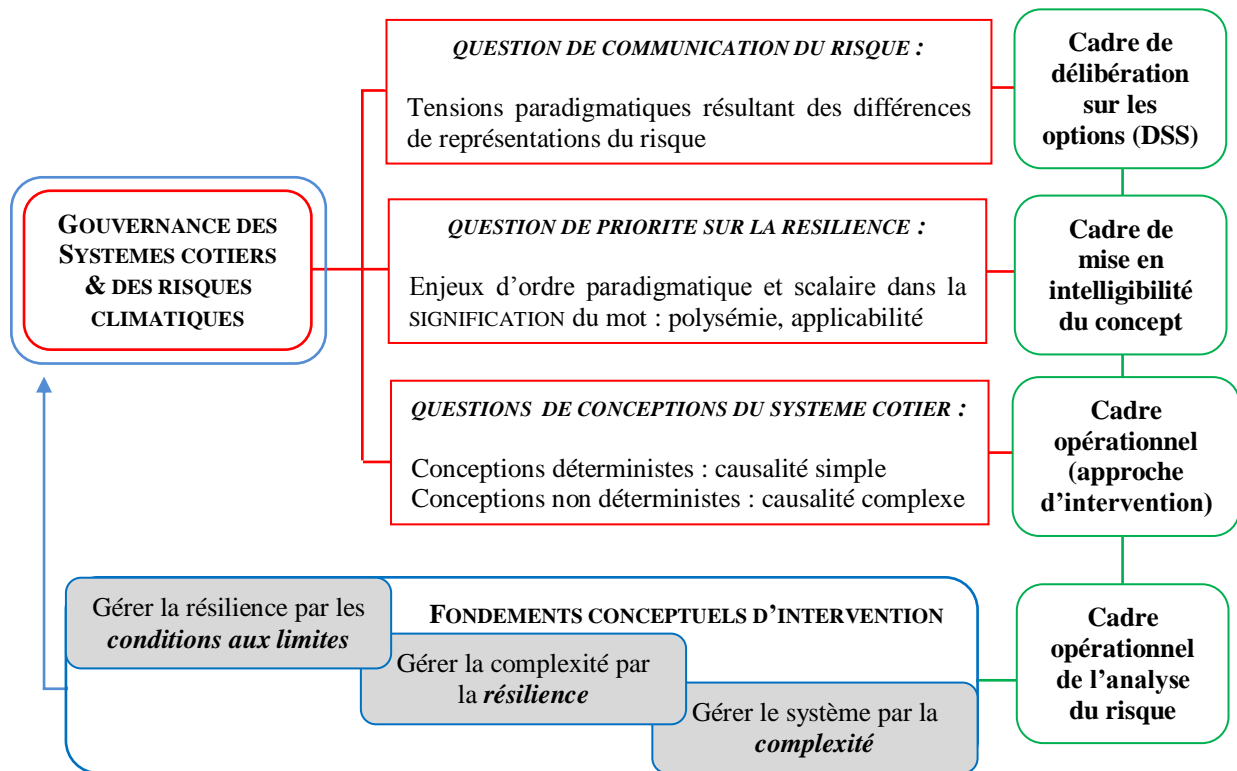 QUESTION DE COMMUNICATION DU RISQUE :
Tensions paradigmatiques résultant des différences
de représentations du risque
Cadre de
délibération
sur les
options (DSS)
GOUVERNANCE DES
SYSTEMES COTIERS
& DES RISQUES
CLIMATIQUES
QUESTION DE PRIORITE SUR LA RESILIENCE :
Enjeux d’ordre paradigmatique et scalaire dans la
SIGNIFICATION du mot : polysémie, applicabilité
Cadre de
mise en
intelligibilité
du concept
QUESTIONS DE CONCEPTIONS DU SYSTEME COTIER :
Conceptions déterministes : causalité simple
Conceptions non déterministes : causalité complexe
Cadre
opérationnel
(approche
d’intervention)
FONDEMENTS CONCEPTUELS D’INTERVENTION
Gérer la résilience par les
conditions aux limites
Gérer la complexité par
la résilience
Gérer le système par la
complexité
Cadre
opérationnel
de l’analyse
du risque